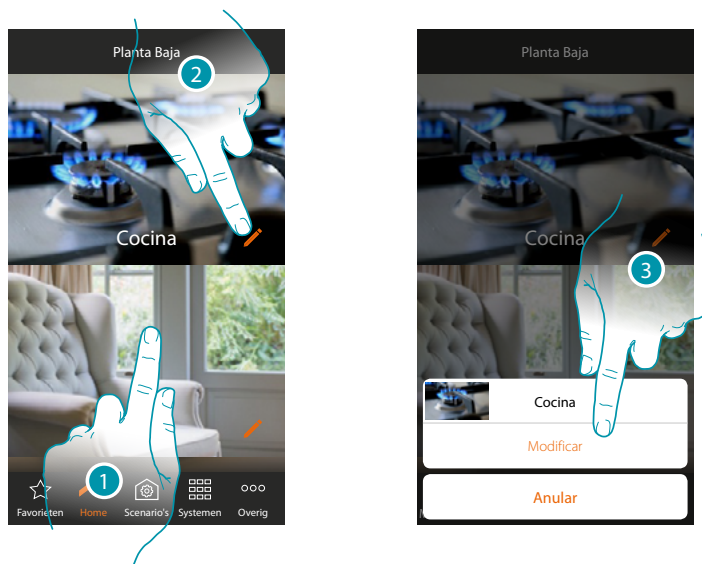 Planta Baja
2
Cocina
1
Favorieten
Home
Scenario's
Systemen
Overig
Planta Baja
Cocina
3
Cocina
Modificar
Anular